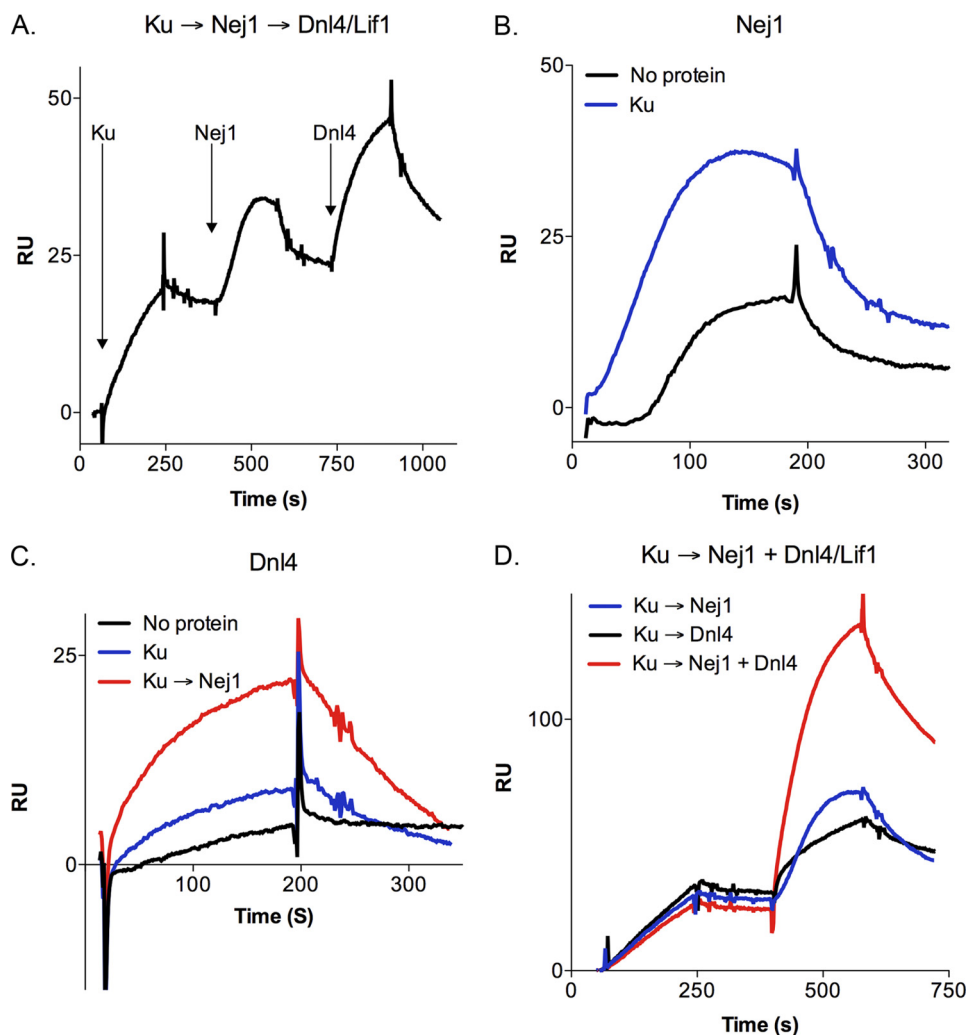 A.
Ku → Nej1 → Dnl4/Lif1
50
25
0
RU
Ku
Nej1
Dnl4
0
250
500
750
1000
Time (s)
B.
Nej1
50
25
0
RU
No protein
Ku
0
100
200
300
Time (s)
C.
Dnl4
25
0
RU
No protein
Ku
Ku → Nej1
100
200
300
Time (S)
D.
Ku → Nej1 + Dnl4/Lif1
100
0
RU
Ku → Nej1
Ku → Dnl4
Ku → Nej1 + Dnl4
0
250
500
750
Time (s)